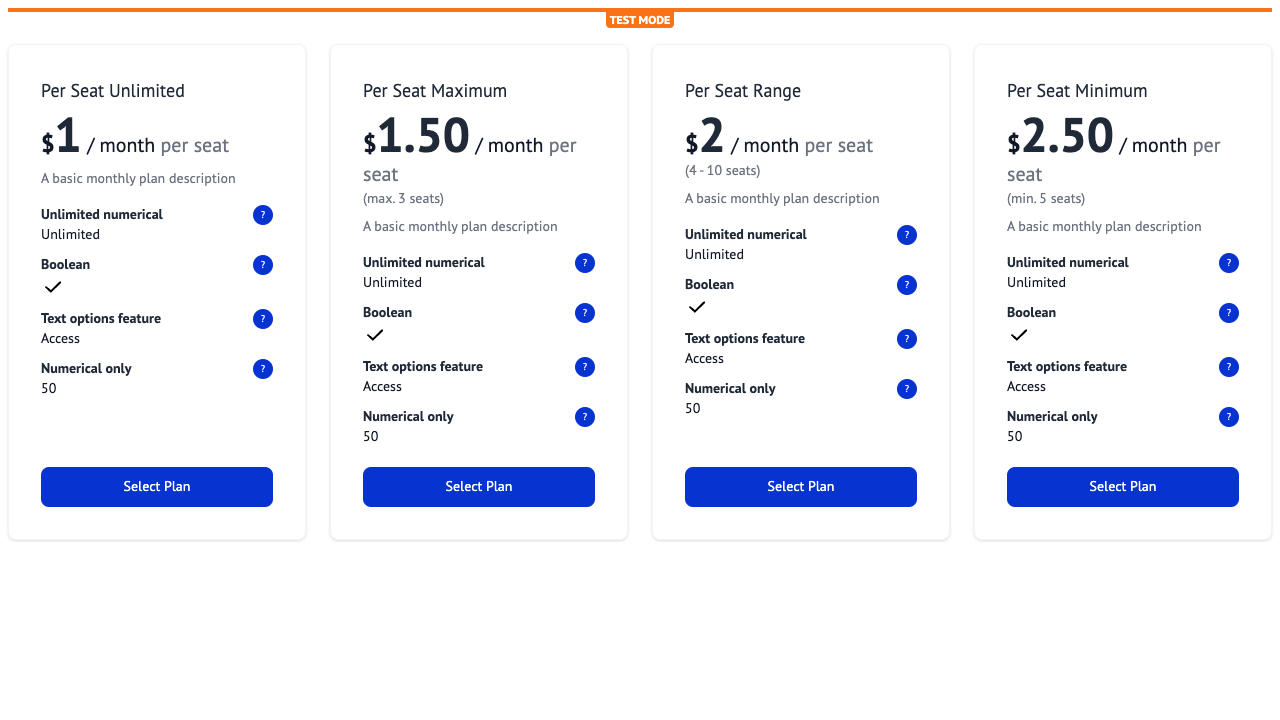 TEST MODE
Per Seat Unlimited
$1 / month per seat
A basic monthly plan description
Unlimited numerical ?
Unlimited
Boolean ?
Text options feature ?
Access
Numerical only ?
50
Select Plan
Per Seat Maximum
$1.50 / month per
seat
(max. 3 seats)
A basic monthly plan description
Unlimited numerical ?
Unlimited
Boolean ?
Text options feature ?
Access
Numerical only ?
50
Select Plan
Per Seat Range
$2 / month per seat
(4 - 10 seats)
A basic monthly plan description
Unlimited numerical ?
Unlimited
Boolean ?
Text options feature ?
Access
Numerical only ?
50
Select Plan
Per Seat Minimum
$2.50 / month per
seat
(min. 5 seats)
A basic monthly plan description
Unlimited numerical ?
Unlimited
Boolean ?
Text options feature ?
Access
Numerical only ?
50
Select Plan